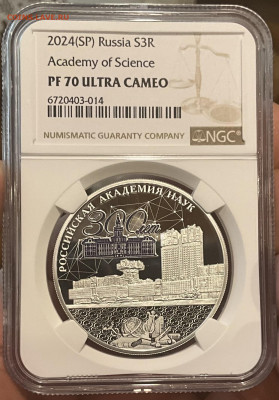 2024(SP) Russia S3R
Academy of Science
PF 70 ULTRA CAMEO
6720403-014
NUMISMATIC GUARANTY COMPANY
NGC
РОССИЙСКАЯ АКАДЕМИЯ НАУК
300 лет